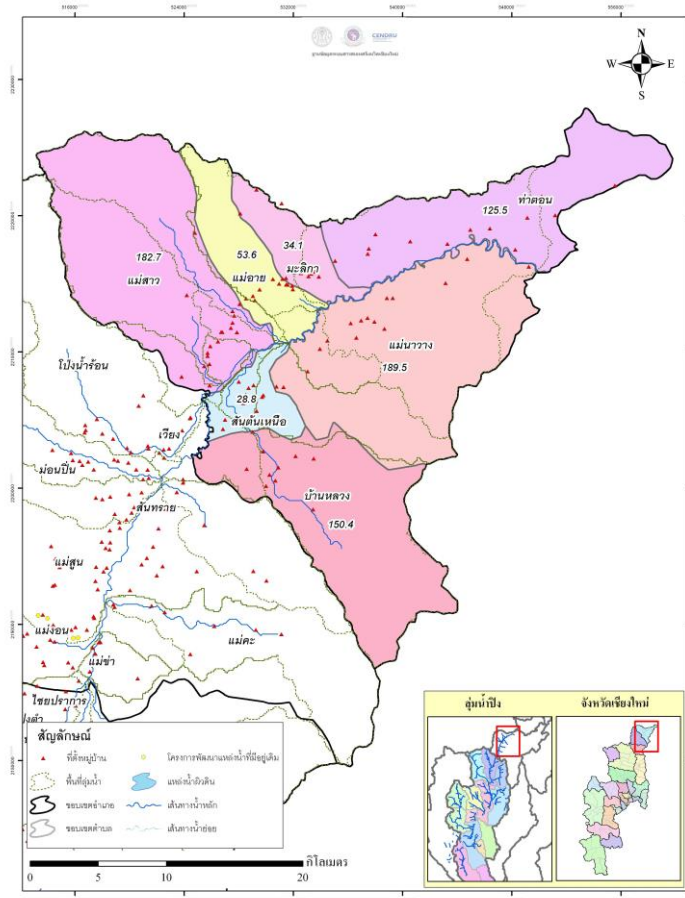 CENDRU
N
W E
S
125.5
ท่าตอน
34.1
มะลิกา
53.6
แม่อาย
182.7
แม่สาว
แม่นาวาง
189.5
โป่งน้ำร้อน
28.8
สันต้นเหนือ
เวียง
ม่อนปิ่น
บ้านหลวง
150.4
สันทราย
แม่สูน
แม่งอน
แม่คะ
แม่ข่า
ไชยปราการ
ลุ่มน้ำปิง
จังหวัดเชียงใหม่
สัญลักษณ์
ที่ตั้งหมู่บ้าน
โครงการพัฒนาแหล่งน้ำที่มีอยู่เดิม
พื้นที่ลุ่มน้ำ
แหล่งน้ำผิวดิน
ขอบเขตอำเภอ
เส้นทางน้ำหลัก
ขอบเขตตำบล
เส้นทางน้ำย่อย
กิโลเมตร
0 5 10 20